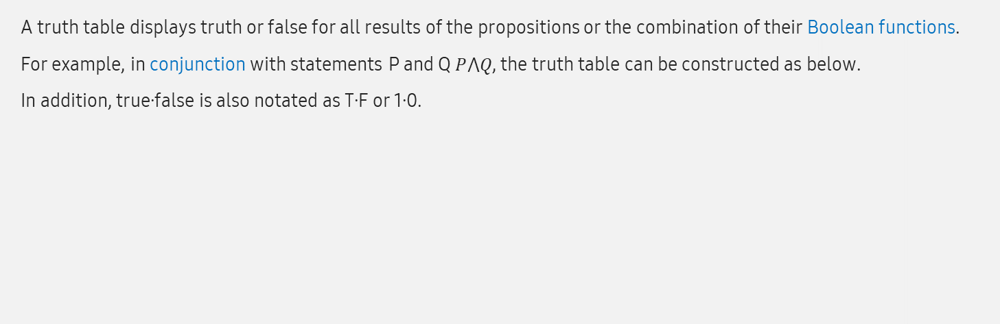 A truth table displays truth or false for all results of the propositions or the combination of their Boolean functions.
For example, in conjunction with statements P and Q P∧Q, the truth table can be constructed as below.
In addition, true·false is also notated as T·F or 1·0.